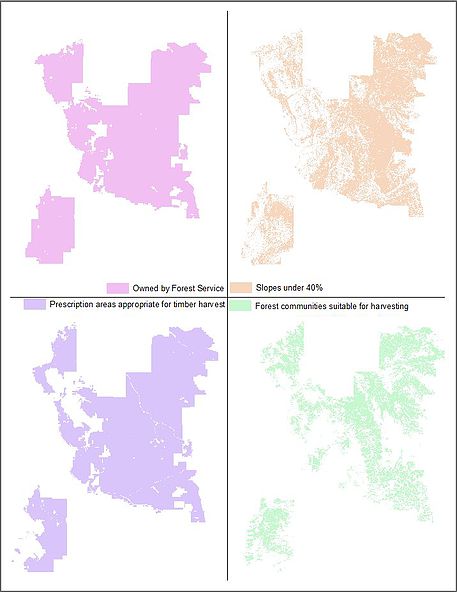 Owned by Forest Service
Slopes under 40%
Prescription areas appropriate for timber harvest
Forest communities suitable for harvesting